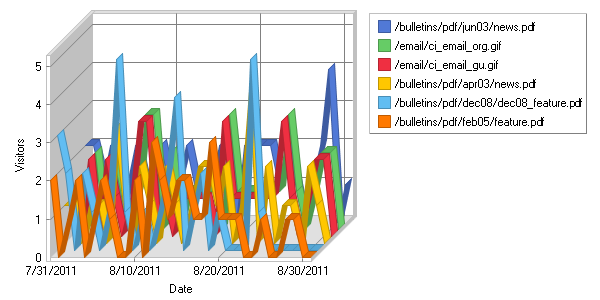 /bulletins/pdf/jun03/news.pdf
/email/ci_email_org.gif
/email/ci_email_gu.gif
/bulletins/pdf/apr03/news.pdf
/bulletins/pdf/dec08/dec08_feature.pdf
/bulletins/pdf/feb05/feature.pdf
Visitors
5
4
3
2
1
0
7/31/2011 8/10/2011 8/20/2011 8/30/2011
Date